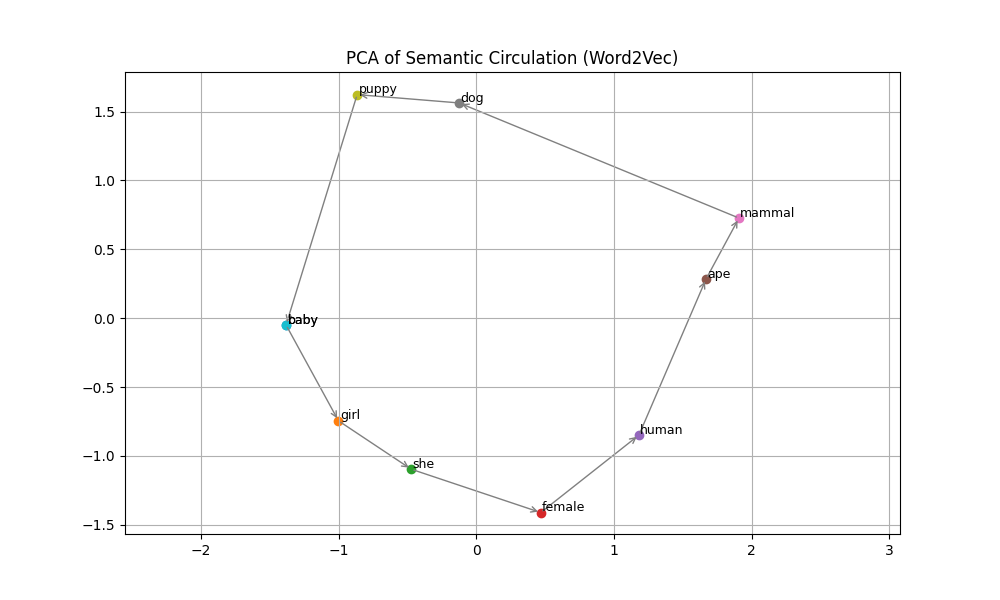 PCA of Semantic Circulation (Word2Vec)
puppy
dog
mammal
ape
baby
baby
girl
she
human
female
1.5
1.0
0.5
0.0
−0.5
−1.0
−1.5
−2
−1
0
1
2
3